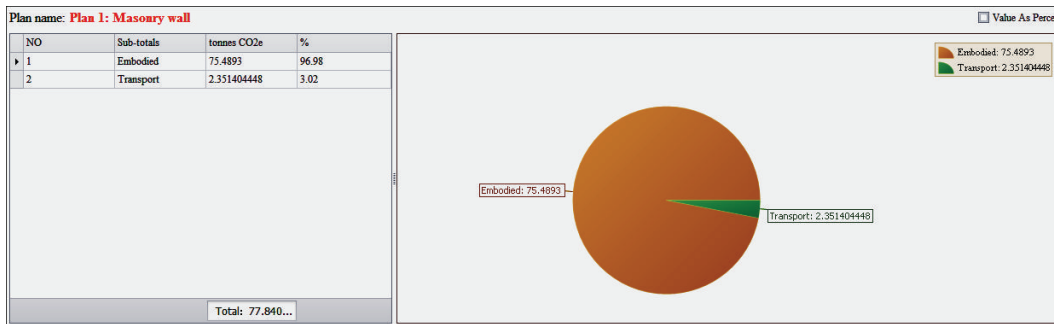 Plan name: Plan 1: Masonry wall
Value As Perce
NO Sub-totals tonnes CO2e %
1 Embodied 75.4893 96.98
2 Transport 2.351404448 3.02
Total: 77.840...
Embodied: 75.4893
Transport: 2.351404448
Embodied: 75.4893
Transport: 2.351404448